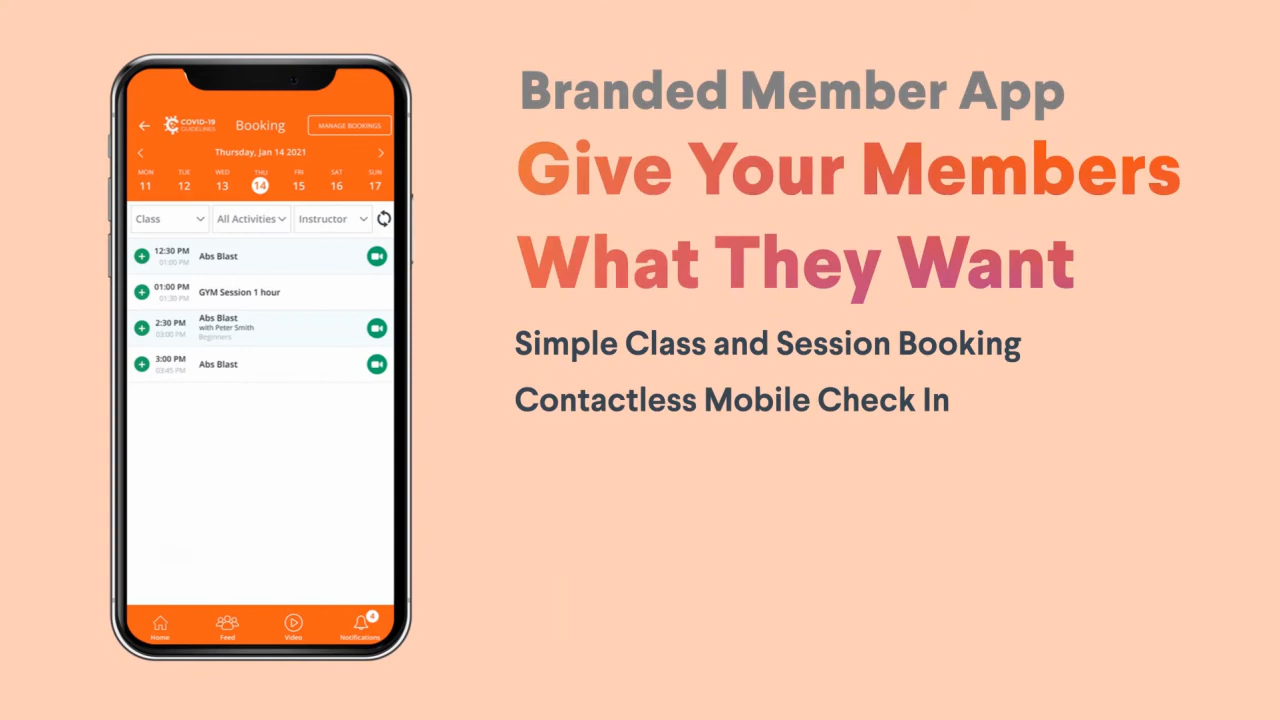 Branded Member App
Give Your Members
What They Want
Simple Class and Session Booking
Contactless Mobile Check In
COVID-19
GUIDELINES
Booking
MANAGE BOOKINGS
Thursday, Jan 14 2021
MON TUE WED THU FRI SAT SUN
11 12 13 14 15 16 17
Class All Activities Instructor
12:30 PM Abs Blast
01:00 PM
01:00 PM GYM Session 1 hour
01:30 PM
2:30 PM Abs Blast
with Peter Smith
03:00 PM Beginners
3:00 PM Abs Blast
03:45 PM
4
Home Feed Video Notifications